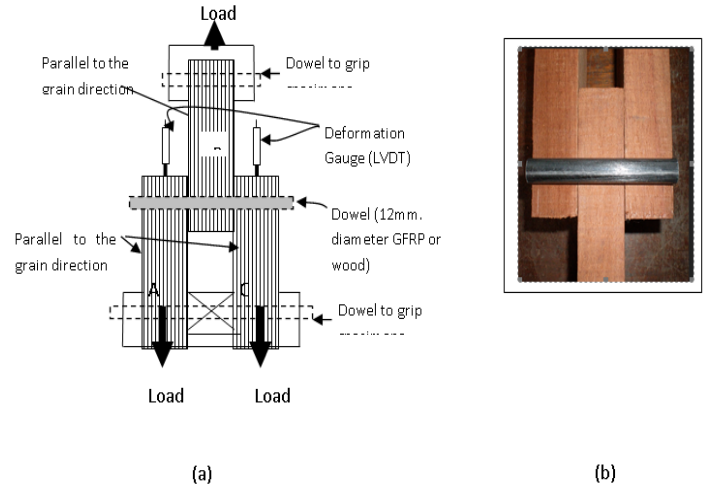 Load
Parallel to the
grain direction
Dowel to grip
Deformation
Gauge (LVDT)
Dowel (12mm.
diameter GFRP or
wood)
Parallel to the
grain direction
A
C
Dowel to grip
Load
Load
(a)
(b)